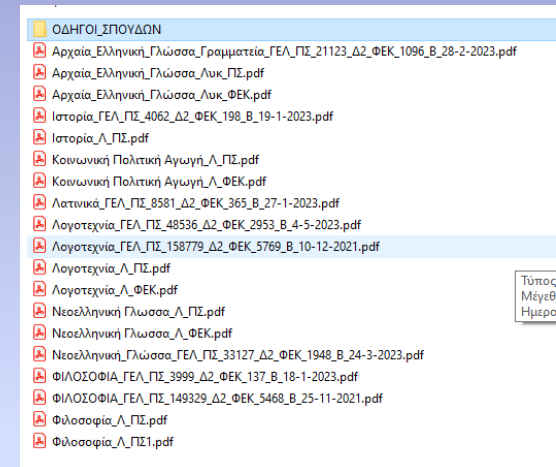 ΟΔΗΓΟΙ_ΣΠΟΥΔΩΝ
Αρχαία_Ελληνική_Γλώσσα_Γραμματεία_ΓΕΛ_ΠΣ_21123_Δ2_ΦΕΚ_1096_Β_28-2-2023.pdf
Αρχαία_Ελληνική_Γλώσσα_Λυκ_ΠΣ.pdf
Αρχαία_Ελληνική_Γλώσσα_Λυκ_ΦΕΚ.pdf
Ιστορία_ΓΕΛ_ΠΣ_4062_Δ2_ΦΕΚ_198_Β_19-1-2023.pdf
Ιστορία_Λ_ΠΣ.pdf
Κοινωνική Πολιτική Αγωγή_Λ_ΠΣ.pdf
Κοινωνική Πολιτική Αγωγή_Λ_ΦΕΚ.pdf
Λατινικά_ΓΕΛ_ΠΣ_8581_Δ2_ΦΕΚ_365_Β_27-1-2023.pdf
Λογοτεχνία_ΓΕΛ_ΠΣ_48536_Δ2_ΦΕΚ_2953_Β_4-5-2023.pdf
Λογοτεχνία_ΓΕΛ_ΠΣ_158779_Δ2_ΦΕΚ_5769_Β_10-12-2021.pdf
Λογοτεχνία_Λ_ΠΣ.pdf
Τύπος
Λογοτεχνία_Λ_ΦΕΚ.pdf
Μέγεθ
Νεοελληνική Γλωσσα_Λ_ΠΣ.pdf
Ημερο
Νεοελληνική Γλωσσα_Λ_ΦΕΚ.pdf
Νεοελληνική_Γλώσσα_ΓΕΛ_ΠΣ_33127_Δ2_ΦΕΚ_1948_Β_24-3-2023.pdf
ΦΙΛΟΣΟΦΙΑ_ΓΕΛ_ΠΣ_3999_Δ2_ΦΕΚ_137_Β_18-1-2023.pdf
ΦΙΛΟΣΟΦΙΑ_ΓΕΛ_ΠΣ_149329_Δ2_ΦΕΚ_5468_Β_25-11-2021.pdf
Φιλοσοφία_Λ_ΠΣ.pdf
Φιλοσοφία_Λ_ΠΣ1.pdf